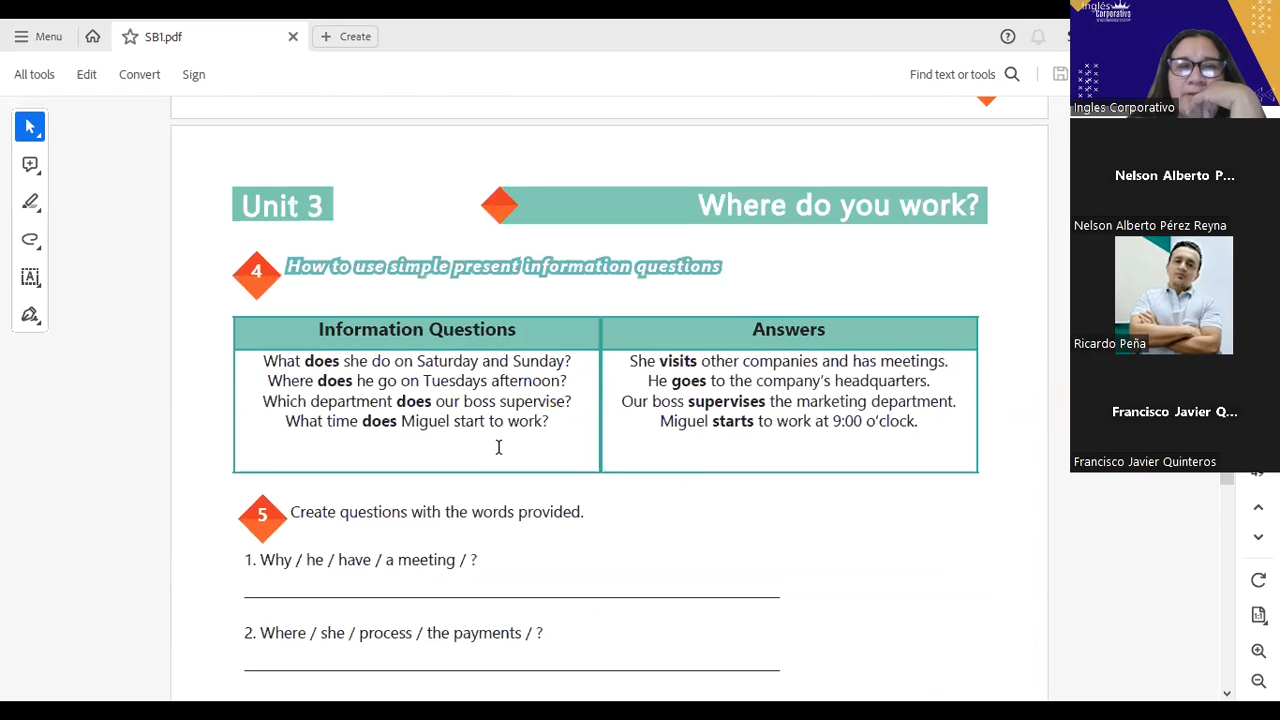 Menu
SB1.pdf
Create
All tools
Edit
Convert
Sign
Find text or tools
Unit 3
Where do you work?
4
How to use simple present information questions
Information Questions
Answers
What does she do on Saturday and Sunday?
She visits other companies and has meetings.
Where does he go on Tuesdays afternoon?
He goes to the company's headquarters.
Which department does our boss supervise?
Our boss supervises the marketing department.
What time does Miguel start to work?
Miguel starts to work at 9:00 o'clock.
5
Create questions with the words provided.
1. Why / he / have / a meeting / ?
2. Where / she / process / the payments / ?
Inglés
corporativo
Ingles Corporativo
Nelson Alberto P...
Nelson Alberto Pérez Reyna
Ricardo Peña
Francisco Javier Q...
Francisco Javier Quinteros
1:1